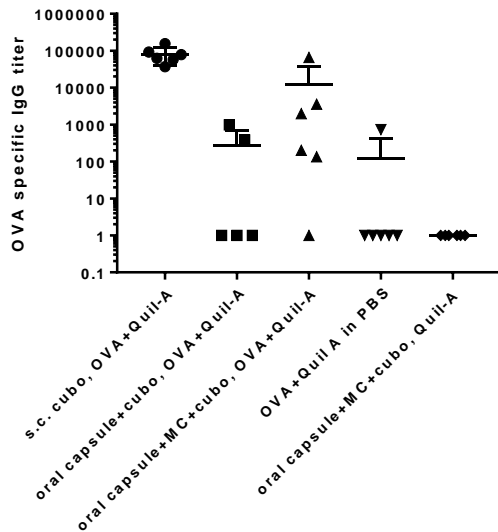 OVA specific IgG titer
1000000
100000
10000
1000
100
10
1
0.1
s.c. cubo, OVA+Quil-A
oral capsule+cubo, OVA+Quil-A
oral capsule+MC+cubo, OVA+Quil-A
OVA+Quil A in PBS
oral capsule+MC+cubo, Quil-A